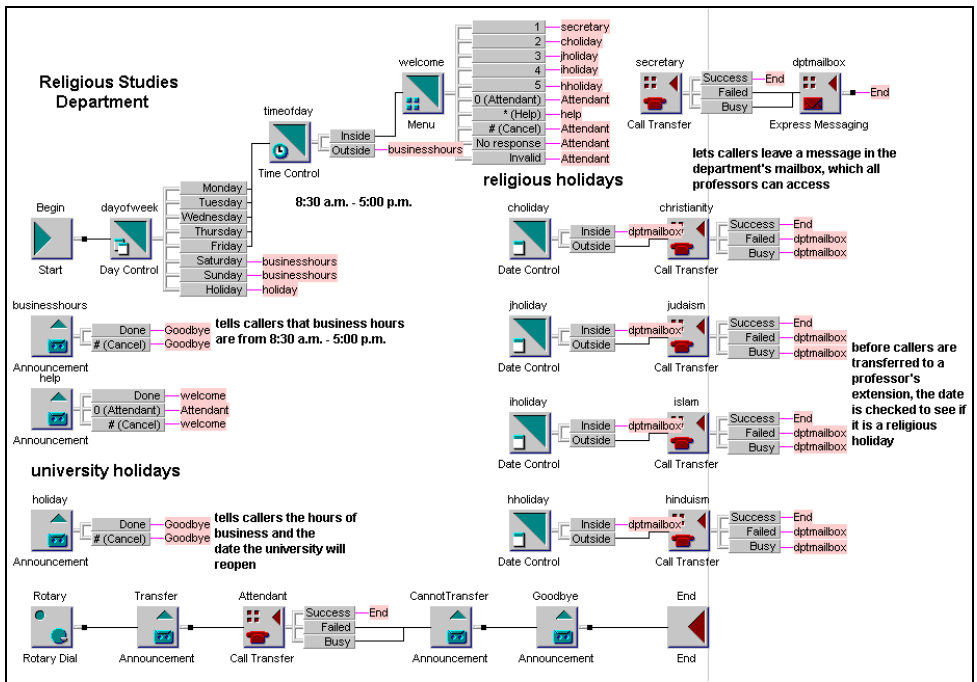 Religious Studies
Department
timeofday
Inside
Outside
businesshours
Time Control
8:30 a.m. - 5:00 p.m.
welcome
Menu
1
secretary
2
choliday
3
jholiday
4
iholiday
5
hholiday
0 (Attendant)
Attendant
* (Help)
help
# (Cancel)
Attendant
No response
Attendant
Invalid
Attendant
secretary
Call Transfer
Success
End
Failed
Busy
dptmailbox
Express Messaging
End
lets callers leave a message in the
department's mailbox, which all
professors can access
Begin
Start
dayofweek
Day Control
Monday
Tuesday
Wednesday
Thursday
Friday
Saturday
businesshours
Sunday
businesshours
Holiday
holiday
religious holidays
choliday
Date Control
Inside
dptmailbox
Outside
christianity
Call Transfer
Success
End
Failed
dptmailbox
Busy
dptmailbox
businesshours
Announcement
Done
Goodbye
# (Cancel)
Goodbye
tells callers that business hours
are from 8:30 a.m. - 5:00 p.m.
jholiday
Date Control
Inside
dptmailbox
Outside
judaism
Call Transfer
Success
End
Failed
dptmailbox
Busy
dptmailbox
before callers are
transferred to a
professor's
extension, the date
is checked to see if
it is a religious
holiday
help
Announcement
Done
welcome
0 (Attendant)
Attendant
# (Cancel)
welcome
iholiday
Date Control
Inside
dptmailbox
Outside
islam
Call Transfer
Success
End
Failed
dptmailbox
Busy
dptmailbox
university holidays
holiday
Announcement
Done
Goodbye
# (Cancel)
Goodbye
tells callers the hours of
business and the
date the university will
reopen
hholiday
Date Control
Inside
dptmailbox
Outside
hinduism
Call Transfer
Success
End
Failed
dptmailbox
Busy
dptmailbox
Rotary
Rotary Dial
Transfer
Announcement
Attendant
Call Transfer
Success
End
Failed
Busy
CannotTransfer
Announcement
Goodbye
Announcement
End
End